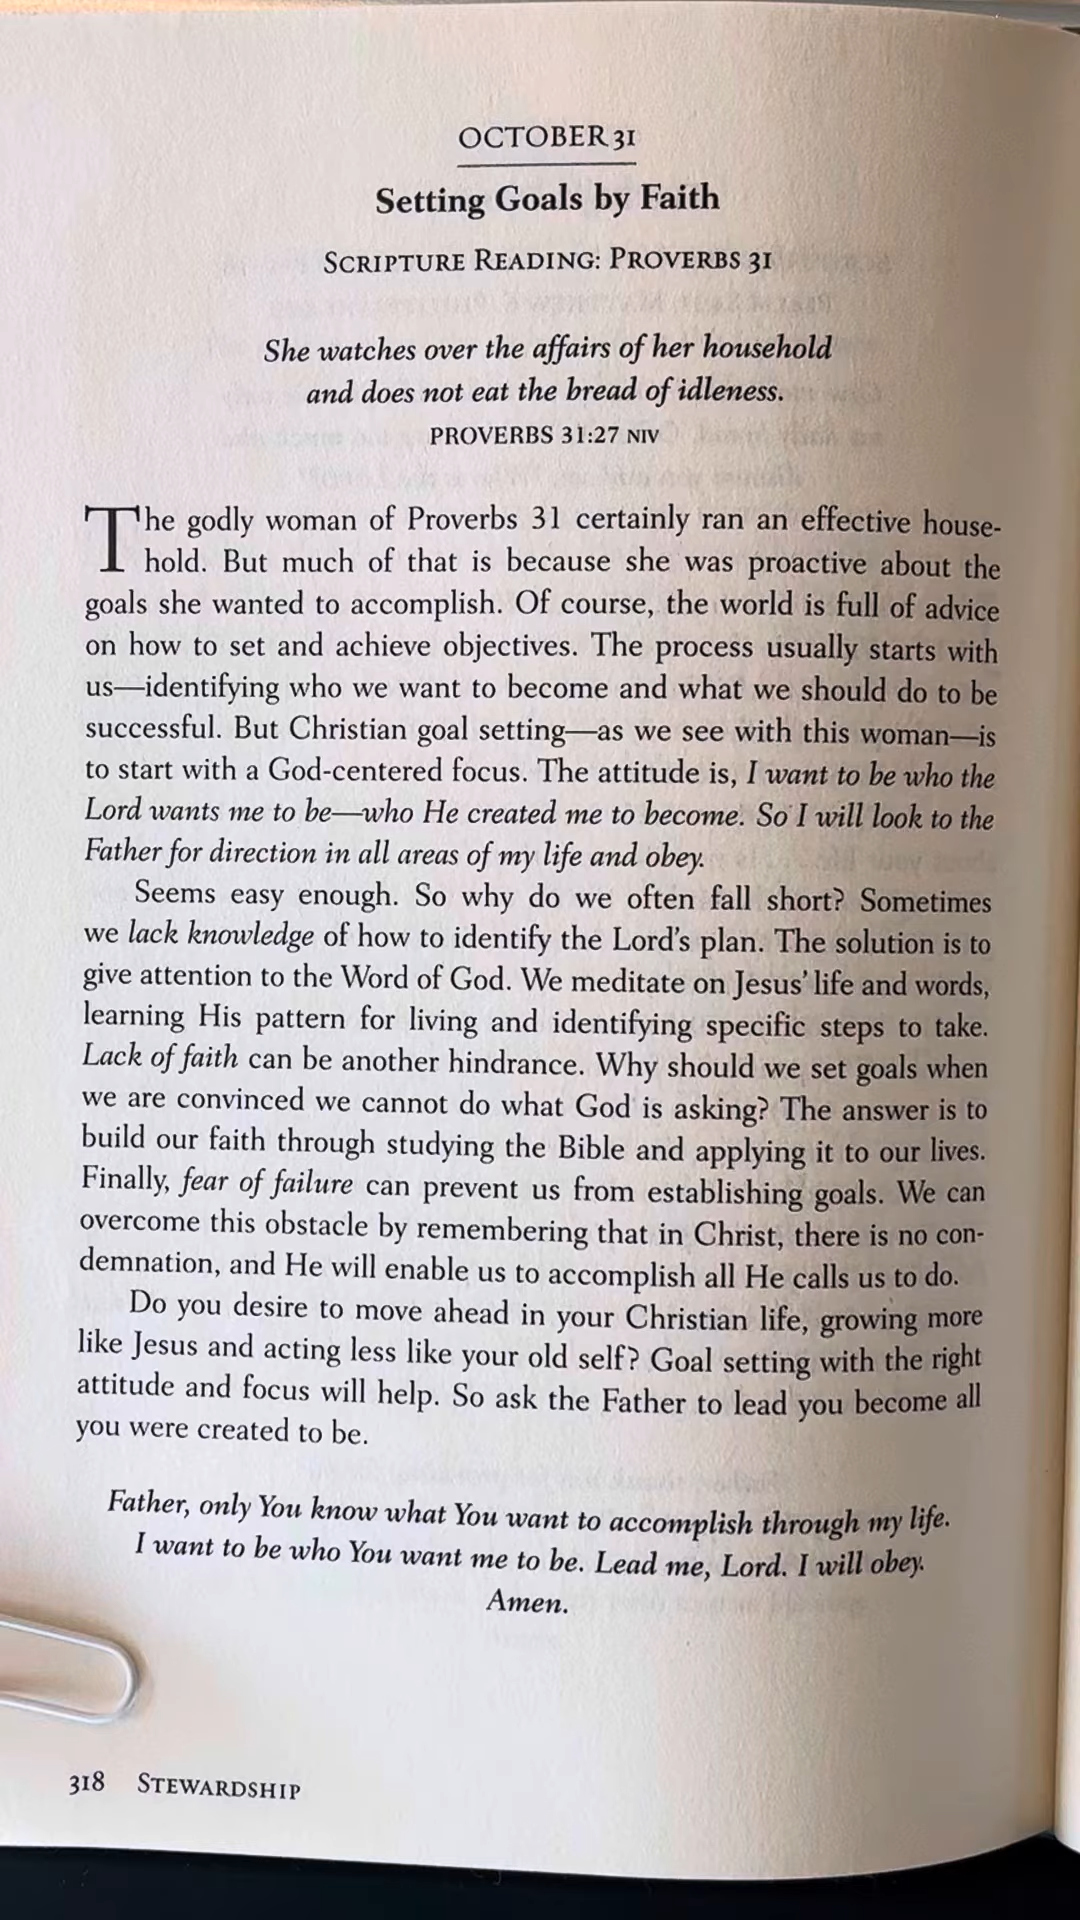 OCTOBER 31
Setting Goals by Faith
SCRIPTURE READING: PROVERBS 31
She watches over the affairs of her household
and does not eat the bread of idleness.
PROVERBS 31:27 NIV
The godly woman of Proverbs 31 certainly ran an effective house-
hold. But much of that is because she was proactive about the
goals she wanted to accomplish. Of course, the world is full of advice
on how to set and achieve objectives. The process usually starts with
us—identifying who we want to become and what we should do to be
successful. But Christian goal setting—as we see with this woman—is
to start with a God-centered focus. The attitude is, I want to be who the
Lord wants me to be—who He created me to become. So I will look to the
Father for direction in all areas of my life and obey.
Seems easy enough. So why do we often fall short? Sometimes
we lack knowledge of how to identify the Lord's plan. The solution is to
give attention to the Word of God. We meditate on Jesus' life and words,
learning His pattern for living and identifying specific steps to take.
Lack of faith can be another hindrance. Why should we set goals when
we are convinced we cannot do what God is asking? The answer is to
build our faith through studying the Bible and applying it to our lives.
Finally, fear of failure can prevent us from establishing goals. We can
overcome this obstacle by remembering that in Christ, there is no con-
demnation, and He will enable us to accomplish all He calls us to do.
Do you desire to move ahead in your Christian life, growing more
like Jesus and acting less like your old self? Goal setting with the right
attitude and focus will help. So ask the Father to lead you become all
you were created to be.
Father, only You know what You want to accomplish through my life.
I want to be who You want me to be. Lead me, Lord. I will obey.
Amen.
318 STEWARDSHIP